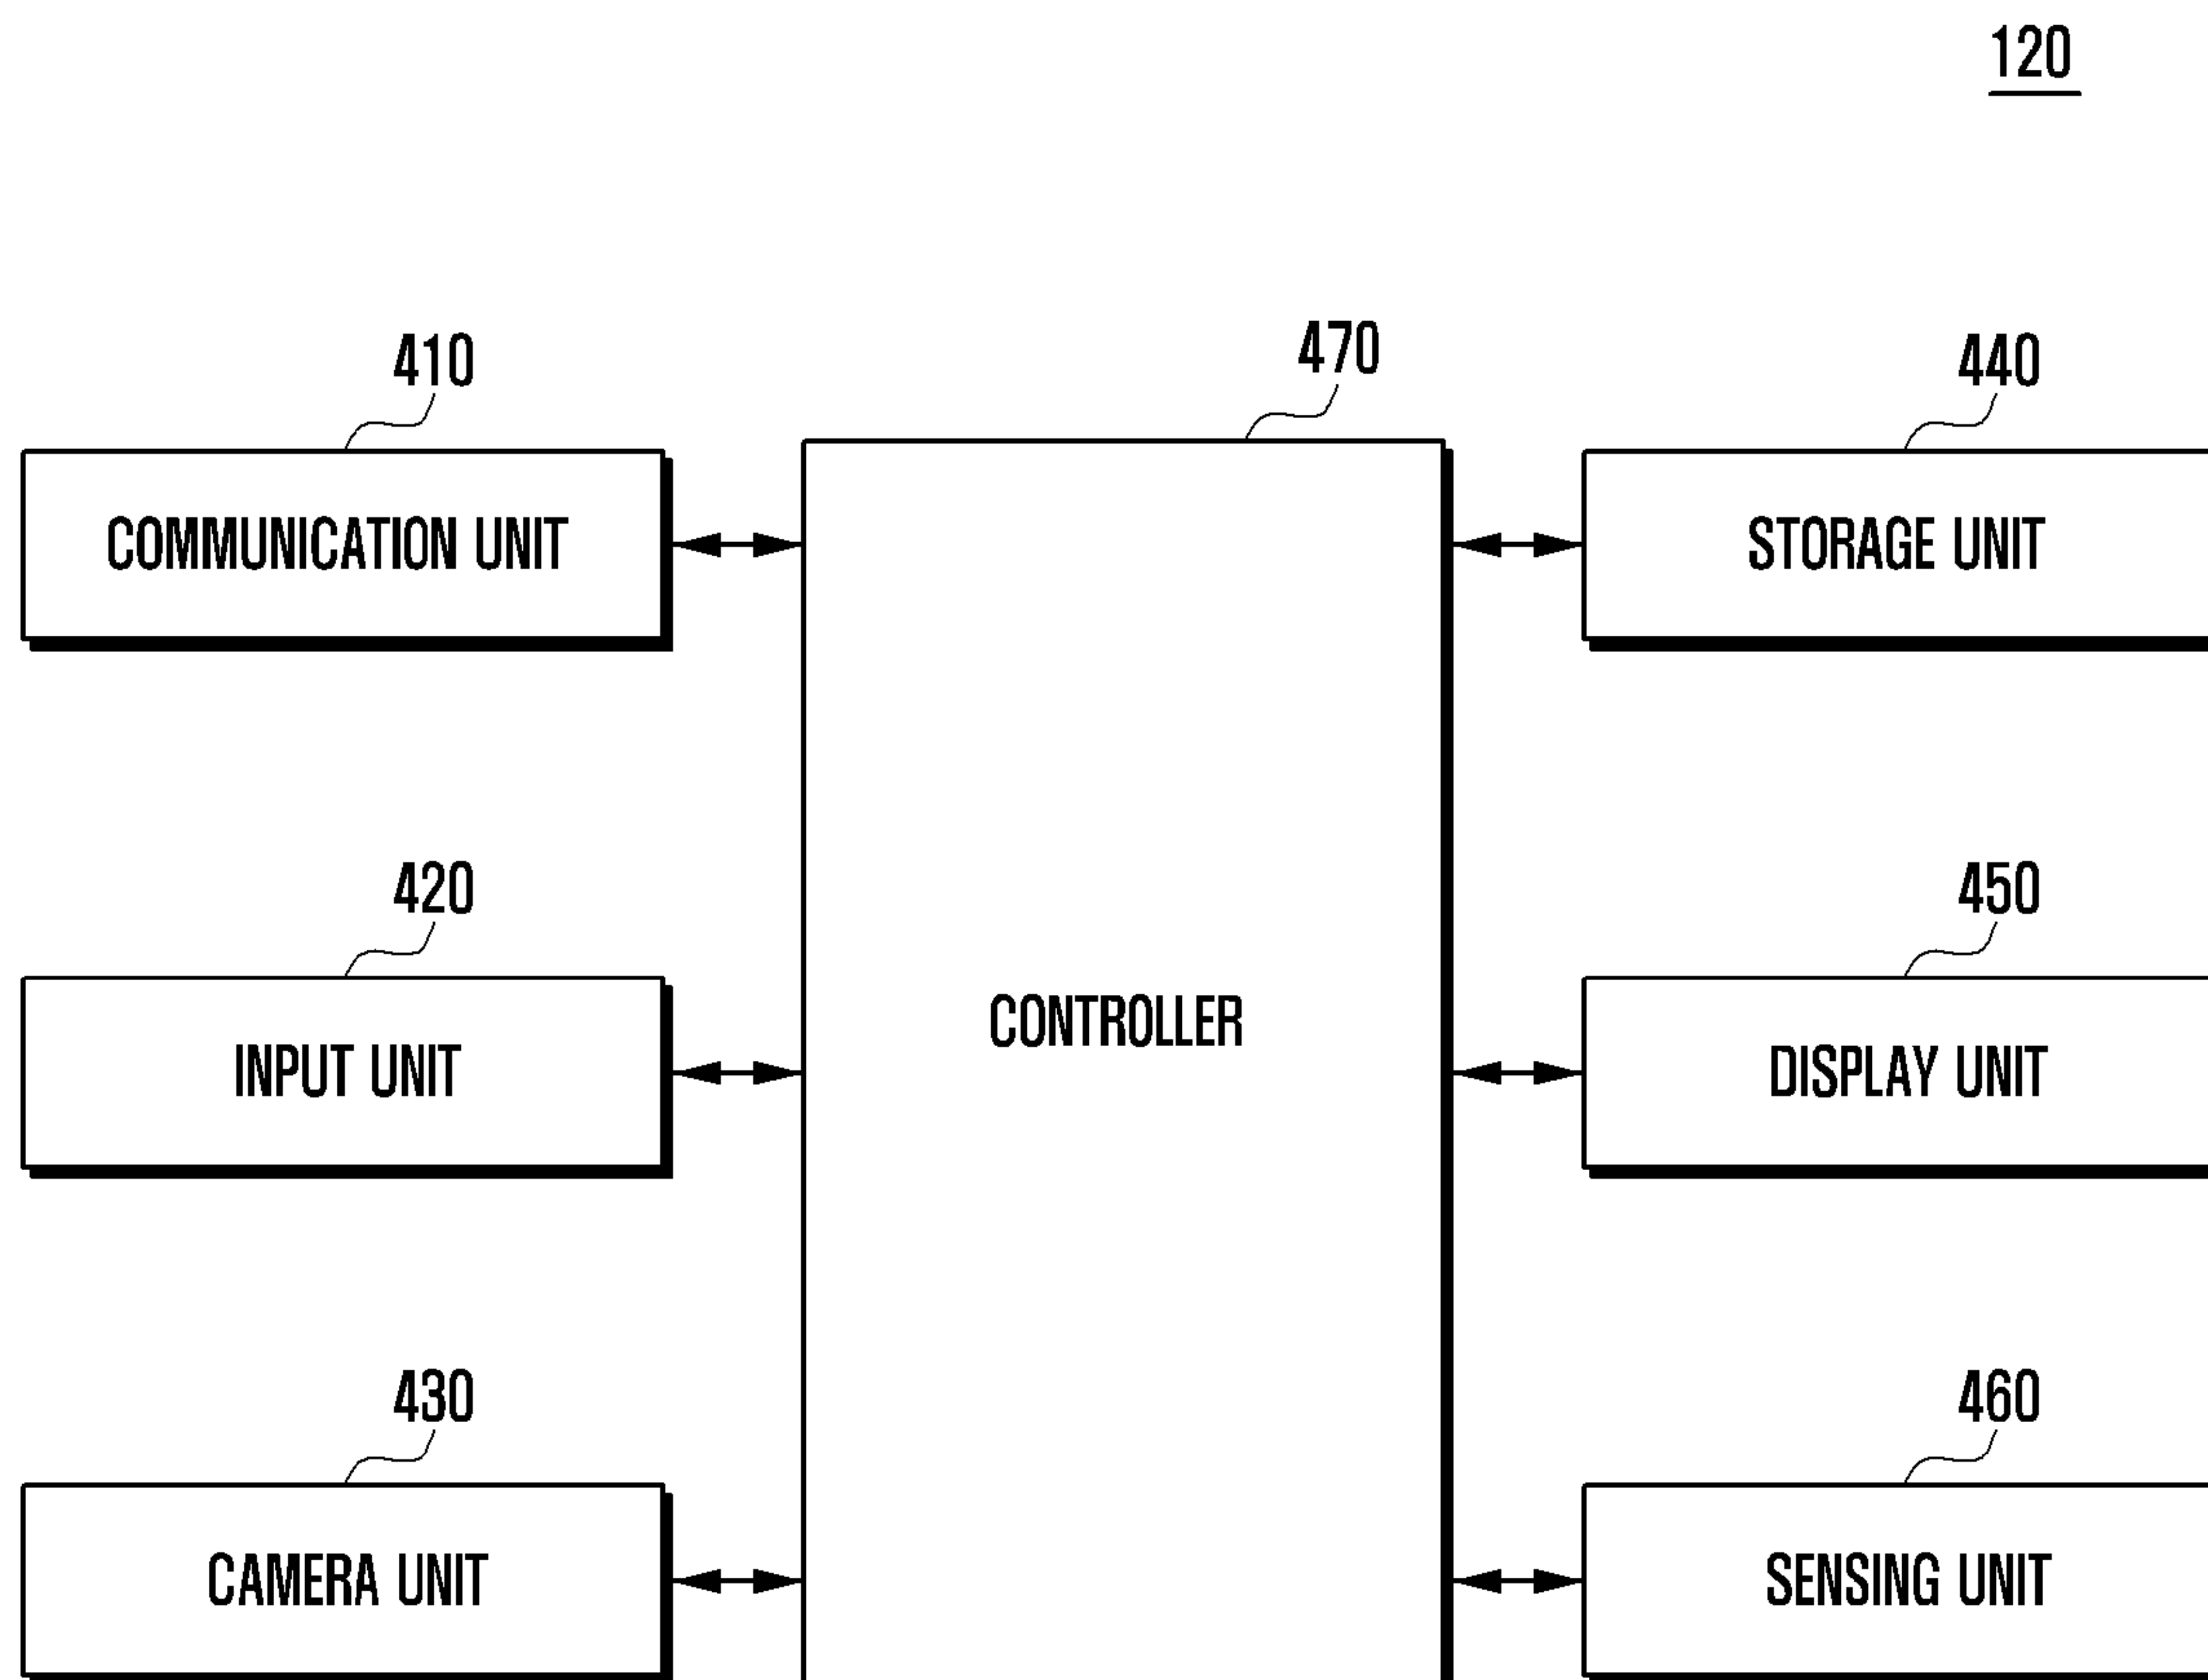 120
410
470
440
COMMUNICATION UNIT
STORAGE UNIT
420
450
CONTROLLER
INPUT UNIT
DISPLAY UNIT
430
460
CAMERA UNIT
SENSING UNIT